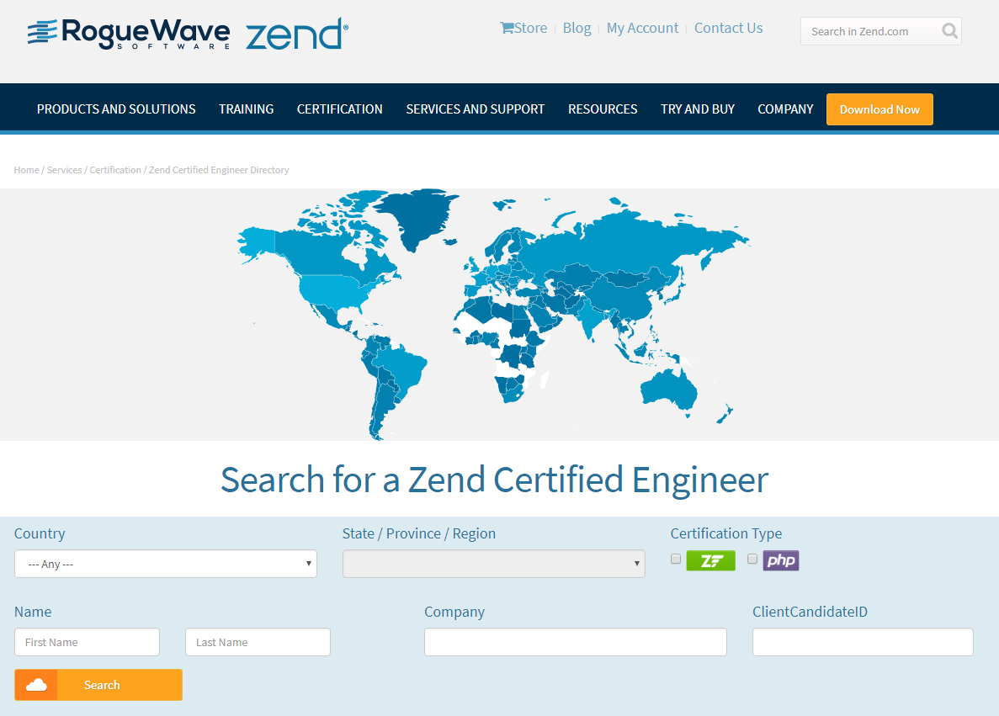 RogueWave
SOFTWARE
zend®
Store Blog My Account Contact Us
Search in Zend.com
PRODUCTS AND SOLUTIONS TRAINING CERTIFICATION SERVICES AND SUPPORT RESOURCES TRY AND BUY COMPANY Download Now
Home / Services / Certification / Zend Certified Engineer Directory
Search for a Zend Certified Engineer
Country State / Province / Region Certification Type
--- Any --- ZF php
Name Company ClientCandidateID
First Name Last Name
Search